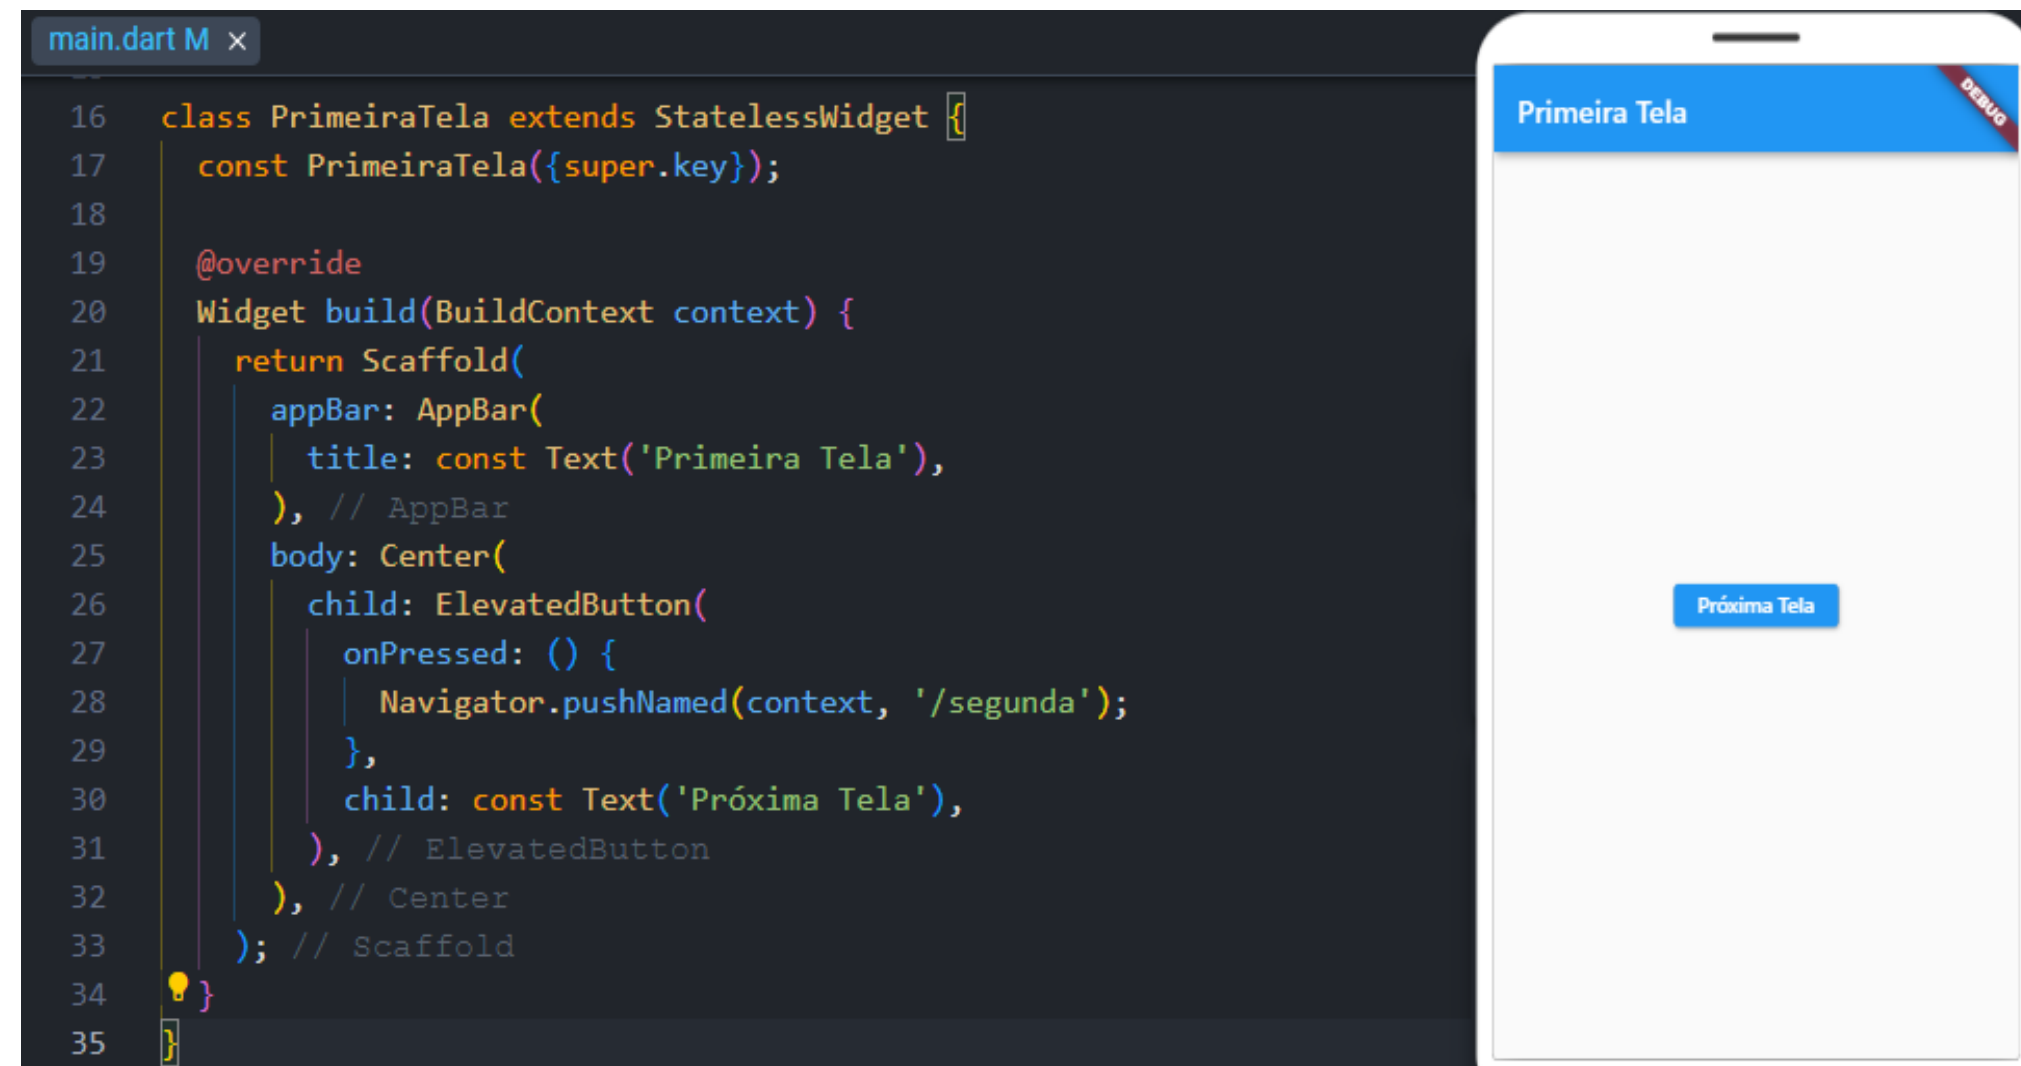 main.dart M ×
16 class PrimeiraTela extends StatelessWidget {
17 const PrimeiraTela({super.key});
18
19 @override
20 Widget build(BuildContext context) {
21 return Scaffold(
22 appBar: AppBar(
23 title: const Text('Primeira Tela'),
24 ), // AppBar
25 body: Center(
26 child: ElevatedButton(
27 onPressed: () {
28 Navigator.pushNamed(context, '/segunda');
29 },
30 child: const Text('Próxima Tela'),
31 ), // ElevatedButton
32 ), // Center
33 ); // Scaffold
34 }
35 }
Primeira Tela
DEBUG
Próxima Tela